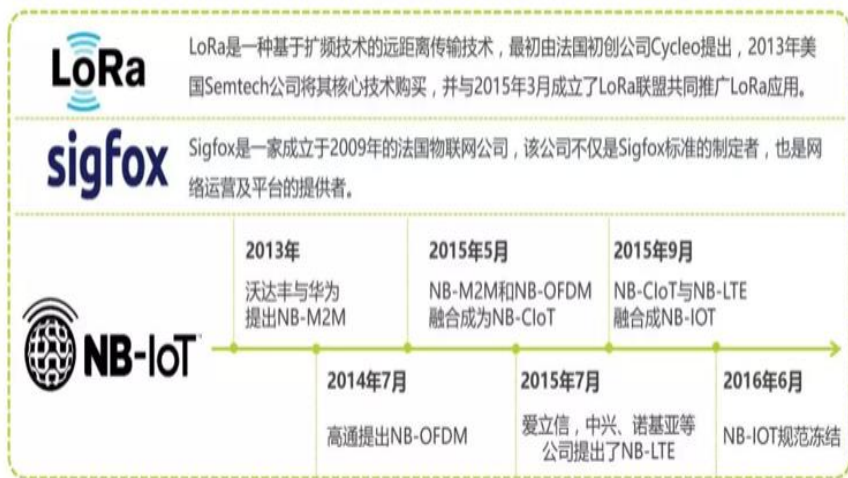 LoRa
LoRa是一种基于扩频技术的远距离传输技术，最初由法国初创公司Cycleo提出，2013年美
国Semtech公司将其核心技术购买，并与2015年3月成立了LoRa联盟共同推广LoRa应用。
sigfox
Sigfox是一家成立于2009年的法国物联网公司，该公司不仅是Sigfox标准的制定者，也是网
络运营及平台的提供者。
NB-IoT
2013年
沃达丰与华为
提出NB-M2M
2014年7月
高通提出NB-OFDM
2015年5月
NB-M2M和NB-OFDM
融合成为NB-CIoT
2015年7月
爱立信，中兴、诺基亚等
公司提出了NB-LTE
2015年9月
NB-CIoT与NB-LTE
融合成NB-IOT
2016年6月
NB-IOT规范冻结